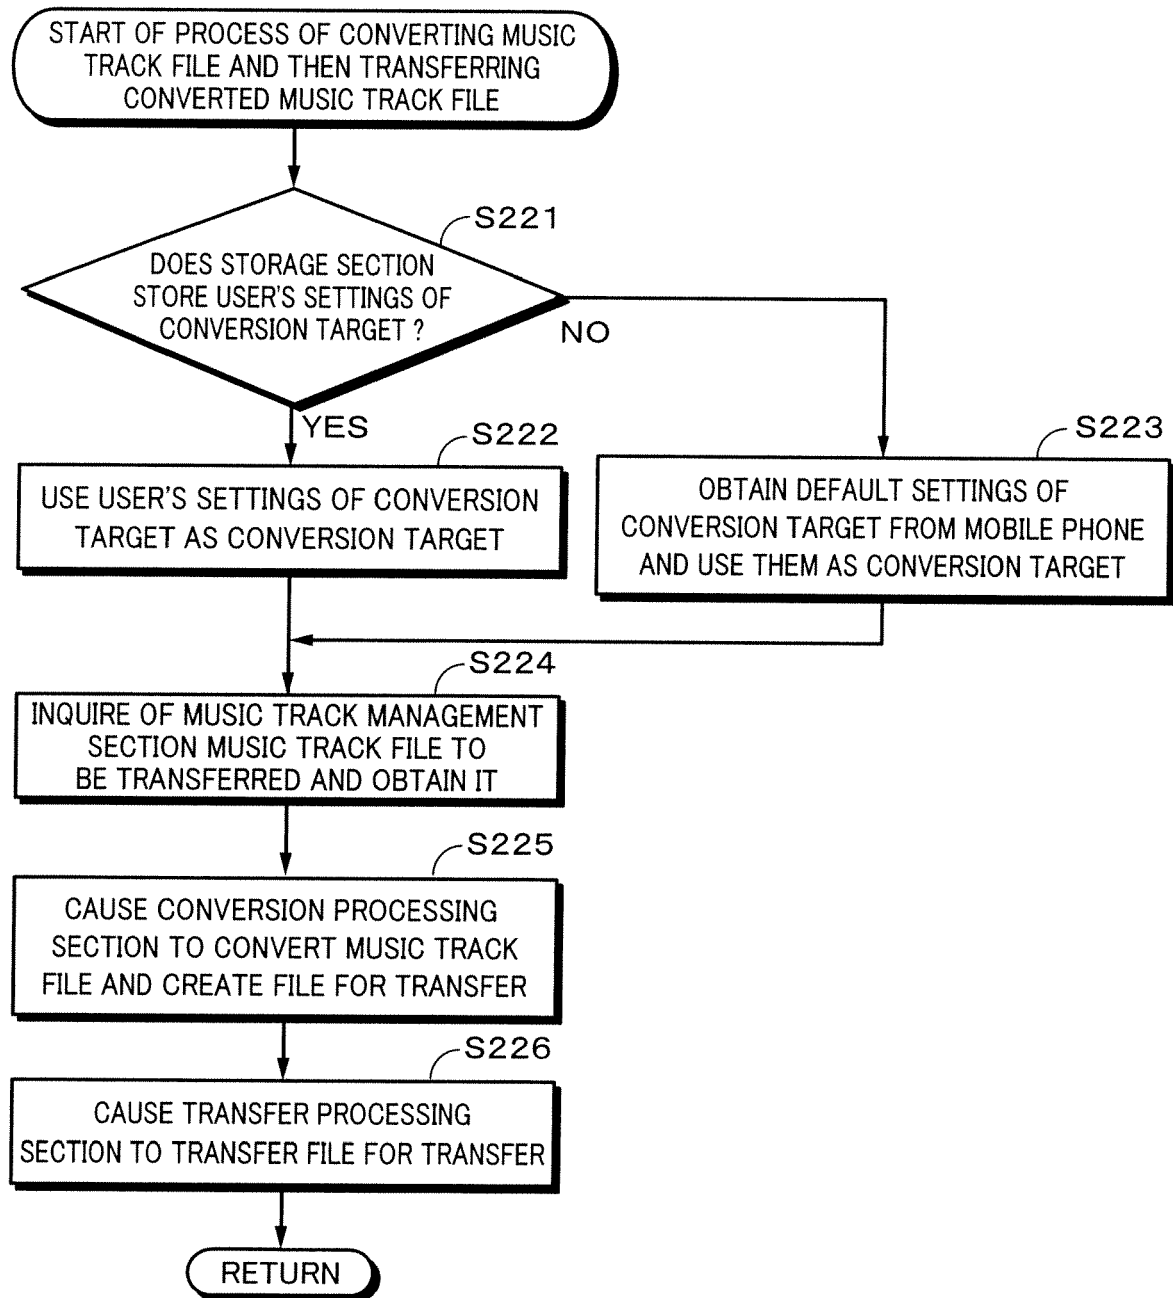 START OF PROCESS OF CONVERTING MUSIC
TRACK FILE AND THEN TRANSFERRING
CONVERTED MUSIC TRACK FILE
S221
DOES STORAGE SECTION
STORE USER'S SETTINGS OF
CONVERSION TARGET ?
NO
YES
S222
USE USER'S SETTINGS OF CONVERSION
TARGET AS CONVERSION TARGET
S223
OBTAIN DEFAULT SETTINGS OF
CONVERSION TARGET FROM MOBILE PHONE
AND USE THEM AS CONVERSION TARGET
S224
INQUIRE OF MUSIC TRACK MANAGEMENT
SECTION MUSIC TRACK FILE TO
BE TRANSFERRED AND OBTAIN IT
S225
CAUSE CONVERSION PROCESSING
SECTION TO CONVERT MUSIC TRACK
FILE AND CREATE FILE FOR TRANSFER
S226
CAUSE TRANSFER PROCESSING
SECTION TO TRANSFER FILE FOR TRANSFER
RETURN